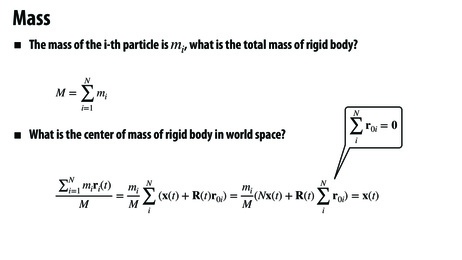 Mass
■ The mass of the i-th particle is mᵢ, what is the total mass of rigid body?
M = \sum_{i=1}^{N} m_i
■ What is the center of mass of rigid body in world space?
\sum_{i}^{N} \mathbf{r}_{0i} = \mathbf{0}
\frac{\sum_{i=1}^{N} m_i \mathbf{r}_i(t)}{M} = \frac{m_i}{M} \sum_{i}^{N} (\mathbf{x}(t) + \mathbf{R}(t)\mathbf{r}_{0i}) = \frac{m_i}{M} (N\mathbf{x}(t) + \mathbf{R}(t) \sum_{i}^{N} \mathbf{r}_{0i}) = \mathbf{x}(t)